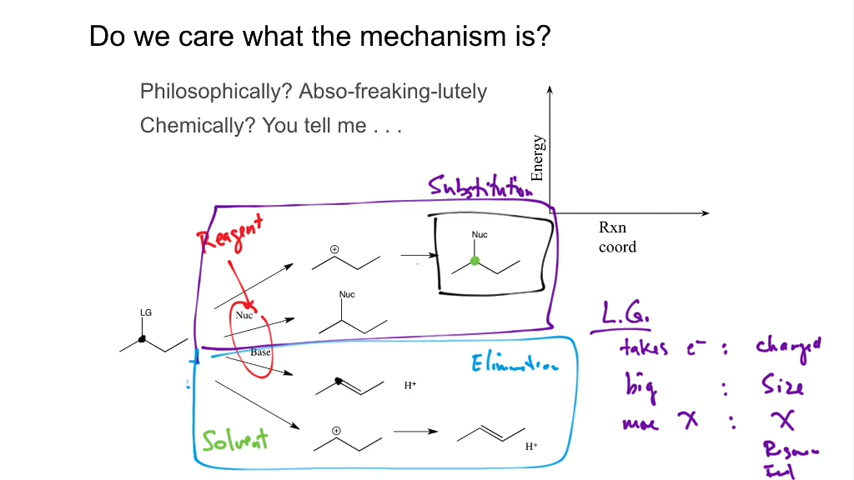 Do we care what the mechanism is?
Philosophically? Abso-freaking-lutely
Chemically? You tell me . . .
Energy
Rxn
coord
Substitution
Reagent
Nuc
⊕
Nuc
LG
Nuc
Base
Elimination
H⁺
Solvent
⊕
H⁺
L.G.
takes e⁻ : charged
big : Size
more X : X